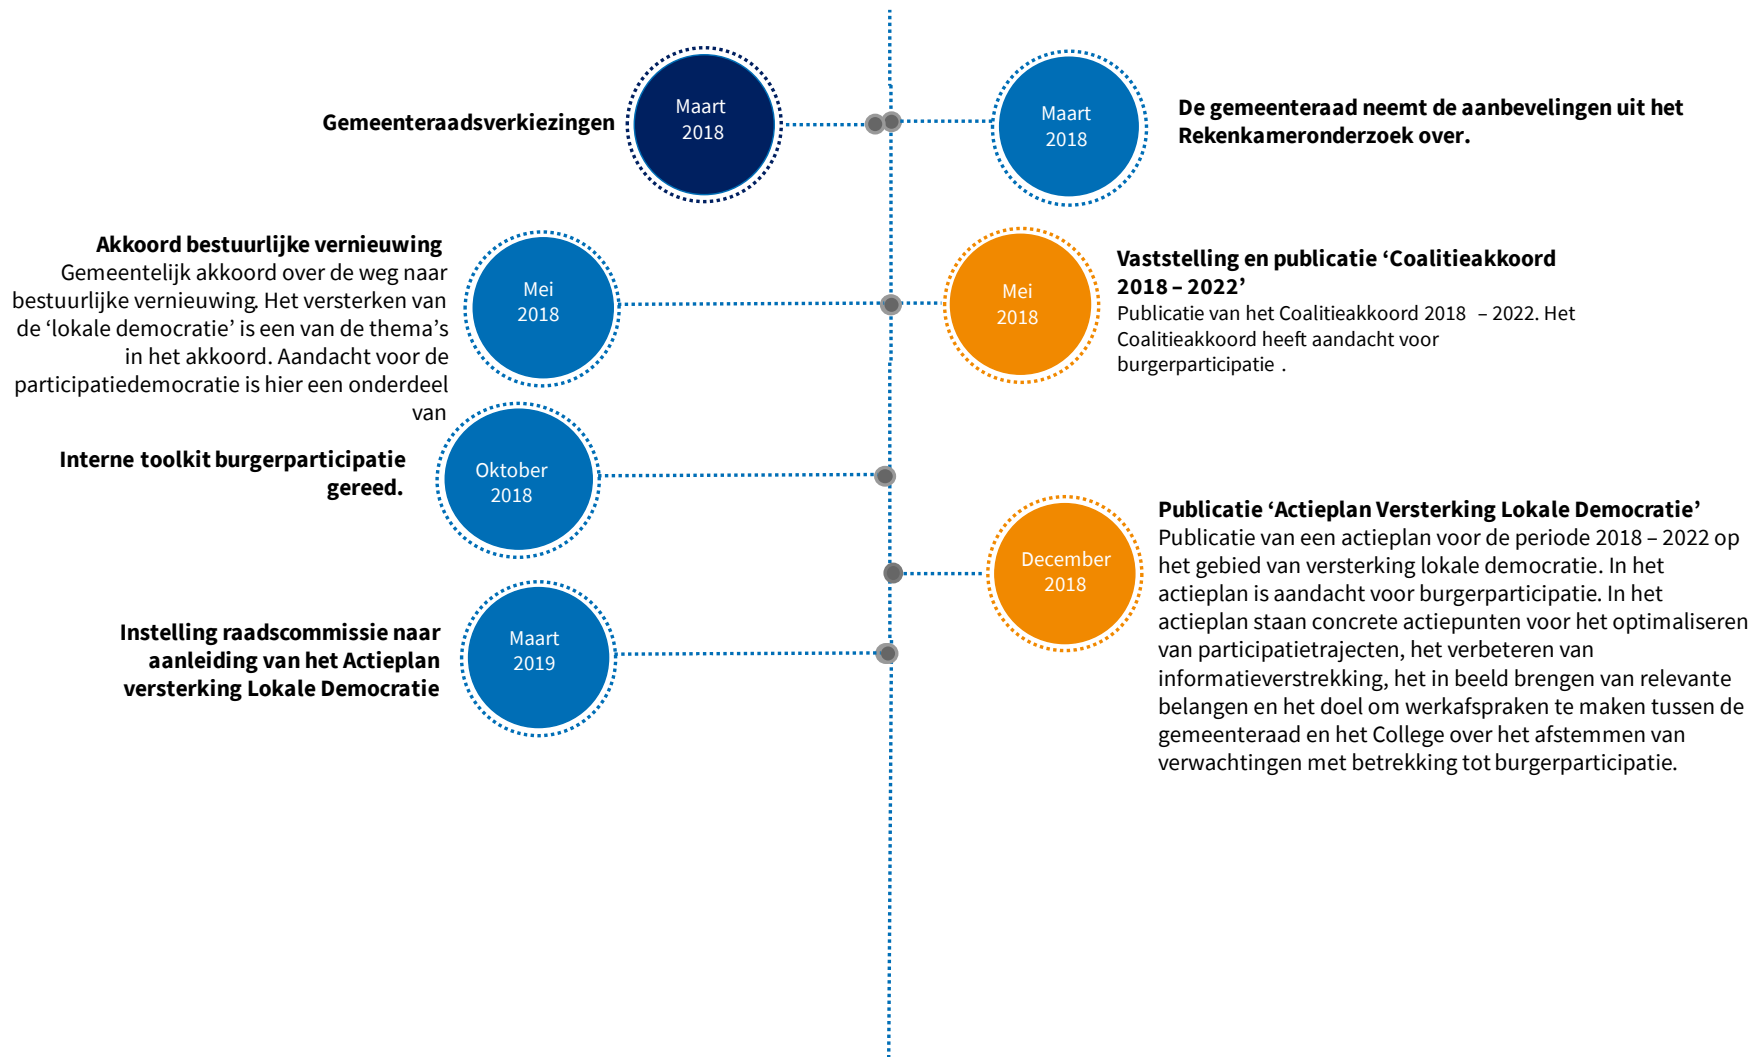 Gemeenteraadsverkiezingen
Maart
2018
Maart
2018
De gemeenteraad neemt de aanbevelingen uit het
Rekenkameronderzoek over.
Akkoord bestuurlijke vernieuwing
Gemeentelijk akkoord over de weg naar
bestuurlijke vernieuwing. Het versterken van
de ‘lokale democratie’ is een van de thema’s
in het akkoord. Aandacht voor de
participatiedemocratie is hier een onderdeel
van
Mei
2018
Mei
2018
Vaststelling en publicatie ‘Coalitieakkoord
2018 – 2022’
Publicatie van het Coalitieakkoord 2018 – 2022. Het
Coalitieakkoord heeft aandacht voor
burgerparticipatie .
Interne toolkit burgerparticipatie
gereed.
Oktober
2018
December
2018
Publicatie ‘Actieplan Versterking Lokale Democratie’
Publicatie van een actieplan voor de periode 2018 – 2022 op
het gebied van versterking lokale democratie. In het
actieplan is aandacht voor burgerparticipatie. In het
actieplan staan concrete actiepunten voor het optimaliseren
van participatietrajecten, het verbeteren van
informatieverstrekking, het in beeld brengen van relevante
belangen en het doel om werkafspraken te maken tussen de
gemeenteraad en het College over het afstemmen van
verwachtingen met betrekking tot burgerparticipatie.
Instelling raadscommissie naar
aanleiding van het Actieplan
versterking Lokale Democratie
Maart
2019